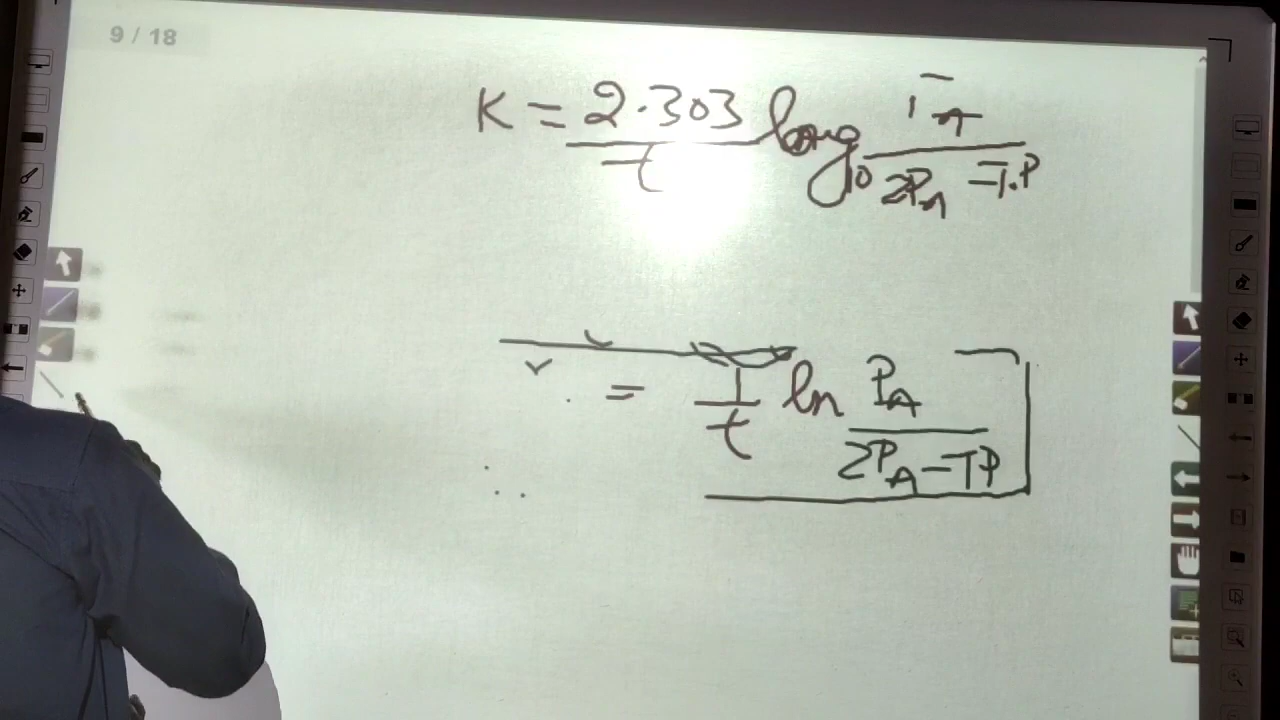 9 / 18
K = 2.303/t log10 PA/2PA - T.P
= 1/t ln PA/2PA - TP